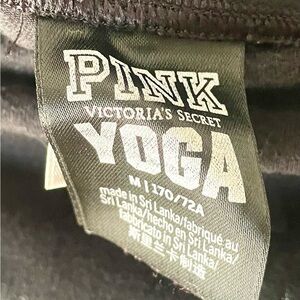 PINK
VICTORIA'S SECRET
YOGA
M | 170/72A
made in Sri Lanka/fabriqué au
Sri Lanka/hecho en Sri Lanka/
fabricato in Sri Lanka/
斯里兰卡制造